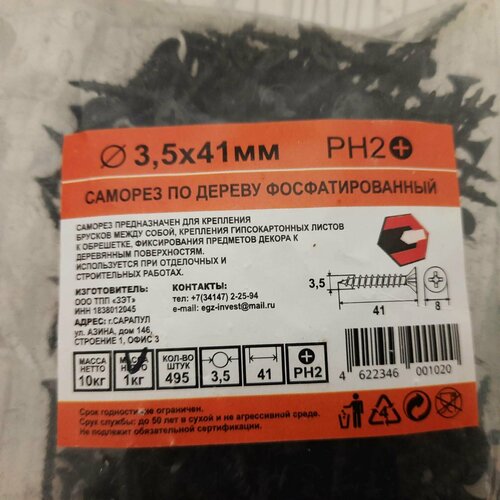 Ø 3,5x41мм PH2
САМОРЕЗ ПО ДЕРЕВУ ФОСФАТИРОВАННЫЙ
САМОРЕЗ ПРЕДНАЗНАЧЕН ДЛЯ КРЕПЛЕНИЯ
БРУСКОВ МЕЖДУ СОБОЙ, КРЕПЛЕНИЯ ГИПСОКАРТОННЫХ ЛИСТОВ
К ОБРЕШЕТКЕ, ФИКСИРОВАНИЯ ПРЕДМЕТОВ ДЕКОРА К
ДЕРЕВЯННЫМ ПОВЕРХНОСТЯМ.
ИСПОЛЬЗУЕТСЯ ПРИ ОТДЕЛОЧНЫХ И
СТРОИТЕЛЬНЫХ РАБОТАХ.
ИЗГОТОВИТЕЛЬ:
ООО ТПП «ЗЭТ»
ИНН 1838012045
АДРЕС: г.САРАПУЛ
УЛ. АЗИНА, дом 146,
СТРОЕНИЕ 1, ОФИС 3
КОНТАКТЫ:
тел.: +7(34147) 2-25-94
email.: egz-invest@mail.ru
3,5
41
8
МАССА НЕТТО 10кг
МАССА НЕТТО 1кг
КОЛ-ВО ШТУК 495
3,5
41
PH2
4 622346 001020
Срок годности не ограничен.
Срук службы: до 50 лет в сухой и не агрессивной среде.
Не подлежит обязательной сертификации.